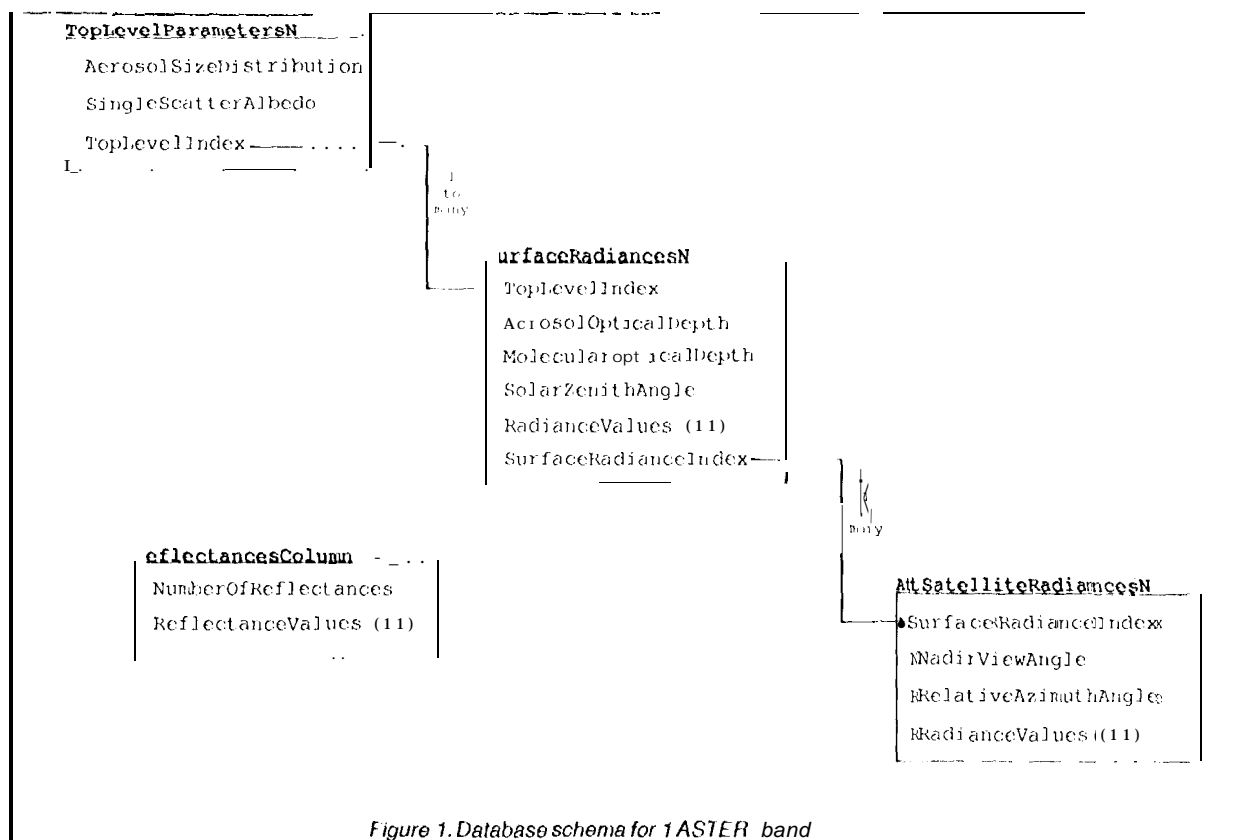 TopLevelParametersN
AerosolSizeDistribution
SingleScatterAlbedo
TopLevelIndex
1
to
many
urfaceRadiancesN
TopLevelIndex
AerosolOpticalDepth
MolecularopticalDepth
SolarZenithAngle
RadianceValues (11)
SurfaceRadianceIndex
many
eflectancesColumn
NumberOfReflectances
ReflectanceValues (11)
AtSatelliteRadiancesN
SurfaceRadianceIndex
NadirViewAngle
RelativeAzimuthAngle
RadianceValues (11)
Figure 1. Database schema for 1 ASTER band